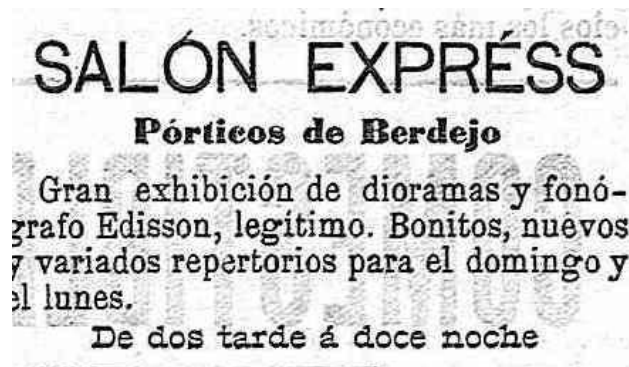 SALÓN EXPRÉSS
Pórticos de Berdejo
Gran exhibición de dioramas y fonó-
grafo Edisson, legítimo. Bonitos, nuevos
y variados repertorios para el domingo y
el lunes.
De dos tarde á doce noche